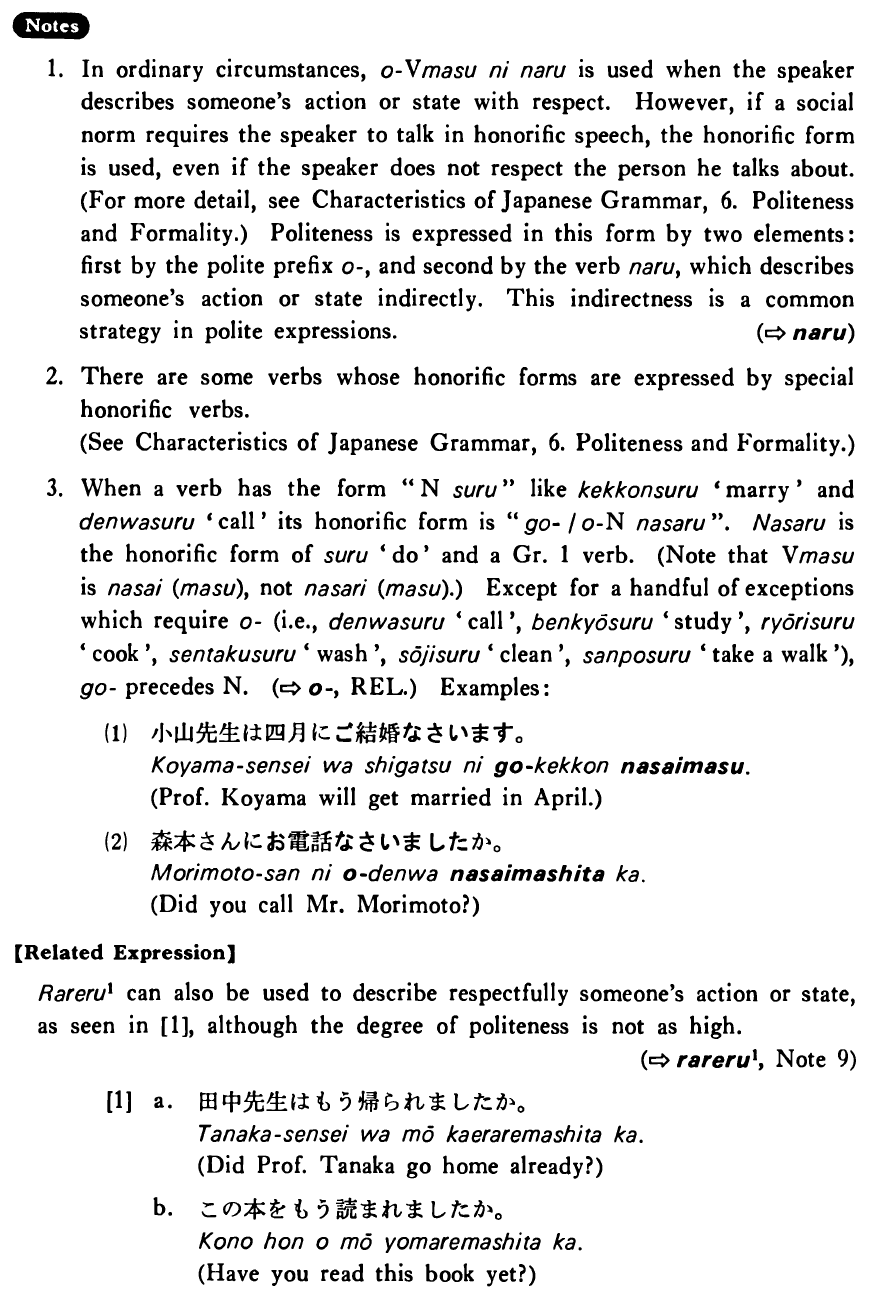 Notes
1. In ordinary circumstances, o-Vmasu ni naru is used when the speaker
describes someone's action or state with respect. However, if a social
norm requires the speaker to talk in honorific speech, the honorific form
is used, even if the speaker does not respect the person he talks about.
(For more detail, see Characteristics of Japanese Grammar, 6. Politeness
and Formality.) Politeness is expressed in this form by two elements:
first by the polite prefix o-, and second by the verb naru, which describes
someone's action or state indirectly. This indirectness is a common
strategy in polite expressions. (⇨ naru)
2. There are some verbs whose honorific forms are expressed by special
honorific verbs.
(See Characteristics of Japanese Grammar, 6. Politeness and Formality.)
3. When a verb has the form “N suru” like kekkonsuru ‘marry’ and
denwasuru ‘call’ its honorific form is “go- / o-N nasaru”. Nasaru is
the honorific form of suru ‘do’ and a Gr. 1 verb. (Note that Vmasu
is nasai (masu), not nasari (masu).) Except for a handful of exceptions
which require o- (i.e., denwasuru ‘call’, benkyōsuru ‘study’, ryōrisuru
‘cook’, sentakusuru ‘wash’, sōjisuru ‘clean’, sanposuru ‘take a walk’),
go- precedes N. (⇨ o-, REL.) Examples:
(1) 小山先生は四月にご結婚なさいます。
Koyama-sensei wa shigatsu ni go-kekkon nasaimasu.
(Prof. Koyama will get married in April.)
(2) 森本さんにお電話なさいましたか。
Morimoto-san ni o-denwa nasaimashita ka.
(Did you call Mr. Morimoto?)
【Related Expression】
Rareru¹ can also be used to describe respectfully someone's action or state,
as seen in [1], although the degree of politeness is not as high.
(⇨ rareru¹, Note 9)
[1] a. 田中先生はもう帰られましたか。
Tanaka-sensei wa mō kaeraremashita ka.
(Did Prof. Tanaka go home already?)
b. この本をもう読まれましたか。
Kono hon o mō yomaremashita ka.
(Have you read this book yet?)